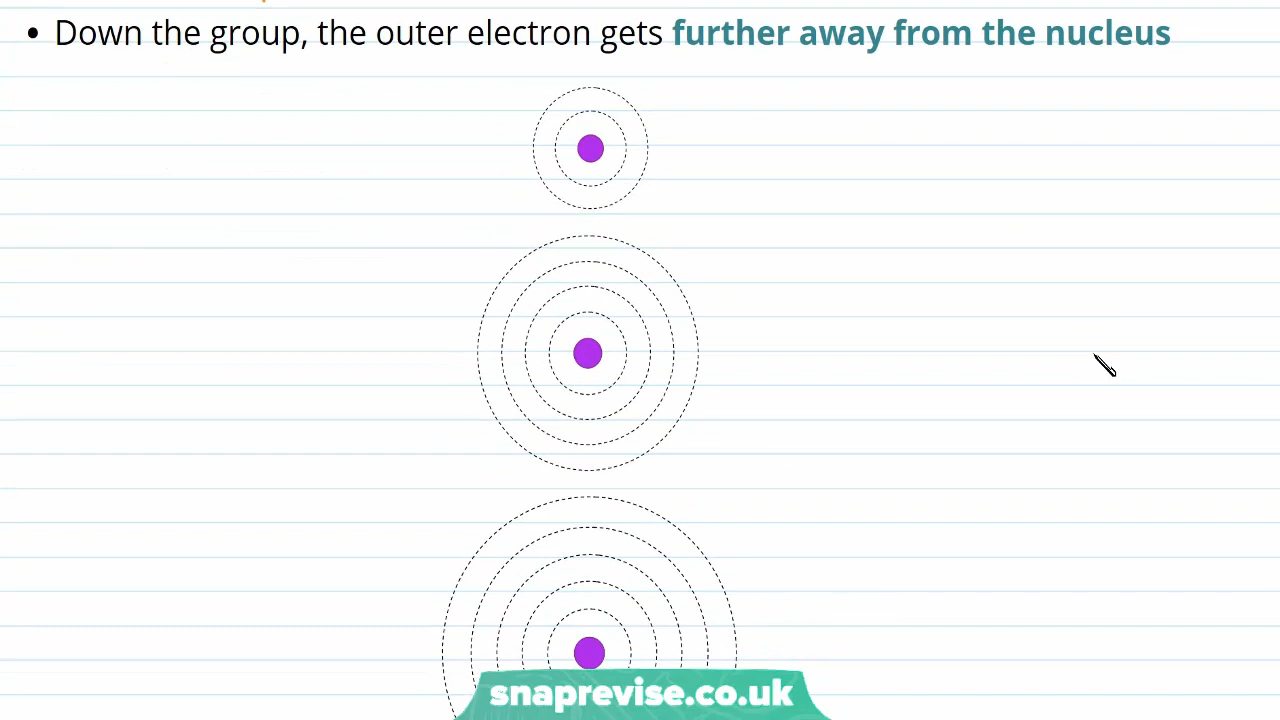 • Down the group, the outer electron gets further away from the nucleus
snaprevise.co.uk